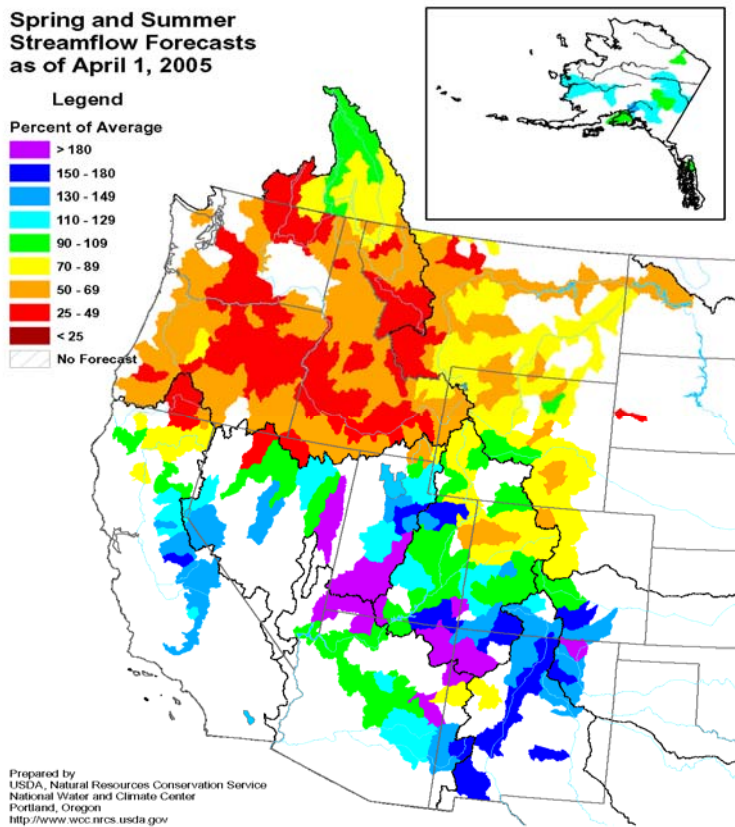 Spring and Summer
Streamflow Forecasts
as of April 1, 2005
Legend
Percent of Average
> 180
150 - 180
130 - 149
110 - 129
90 - 109
70 - 89
50 - 69
25 - 49
< 25
No Forecast
Prepared by
USDA, Natural Resources Conservation Service
National Water and Climate Center
Portland, Oregon
http://www.wcc.nrcs.usda.gov